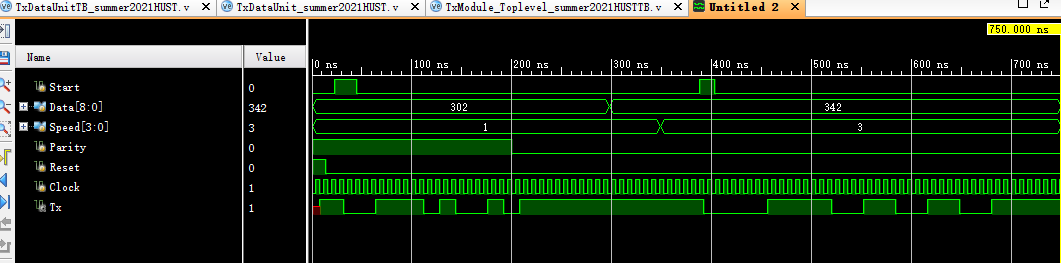 TxDataUnitTB_summer2021HUST.v × TxDataUnit_summer2021HUST.v × TxModule_Toplevel_summer2021HUSTTB.v × Untitled 2 ×
750.000 ns
Name Value
0 ns 100 ns 200 ns 300 ns 400 ns 500 ns 600 ns 700 ns
Start 0
Data[8:0] 342 302 342
Speed[3:0] 3 1 3
Parity 0
Reset 0
Clock 1
Tx 1